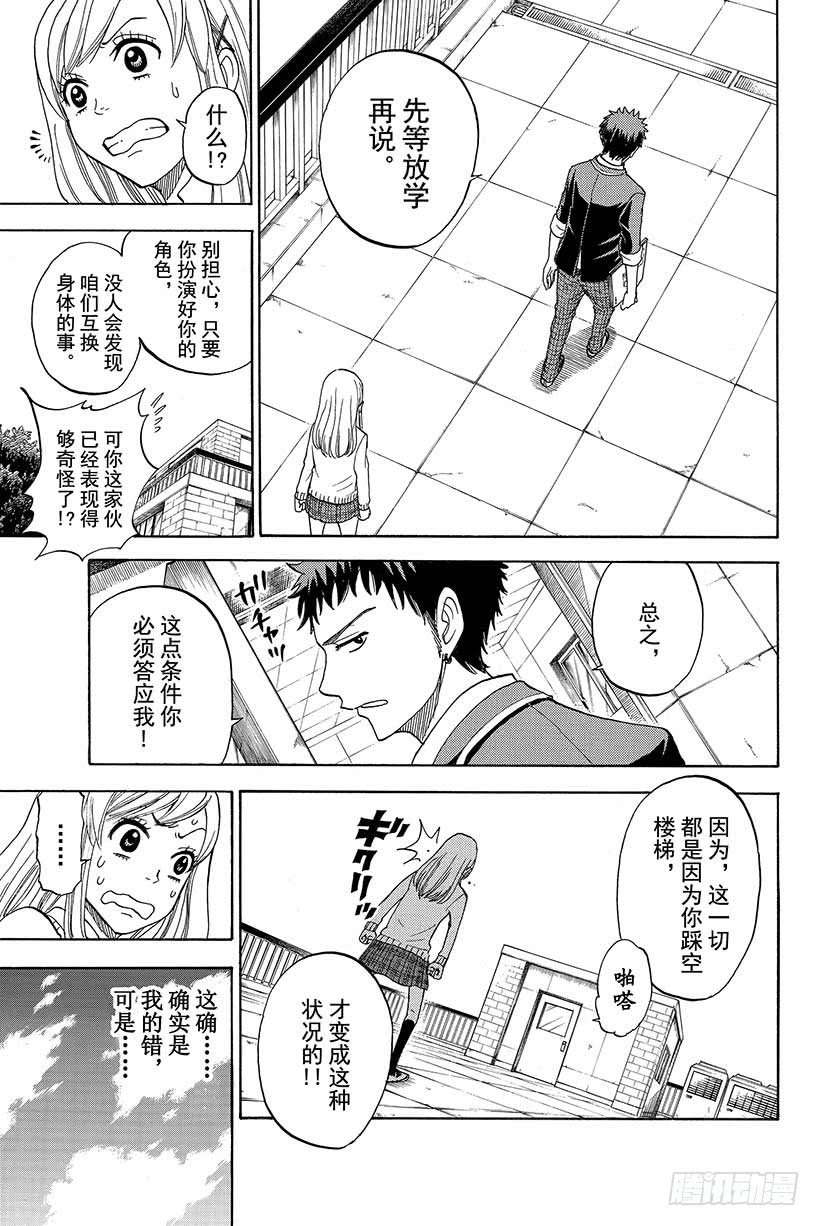 先等放学
再说。
什么!?
别担心，只要
你扮演好你的
角色，
没人会发现
咱们互换
身体的事。
可你这家伙
已经表现得
够奇怪了!?
总之，
ガッ
这点条件你
必须答应我！
因为，这一切
都是因为你踩空
楼梯，
啪嗒
ギクリ
才变成这种
状况的!!
……
这确……
确实是
我的错，
可是……
腾讯动漫